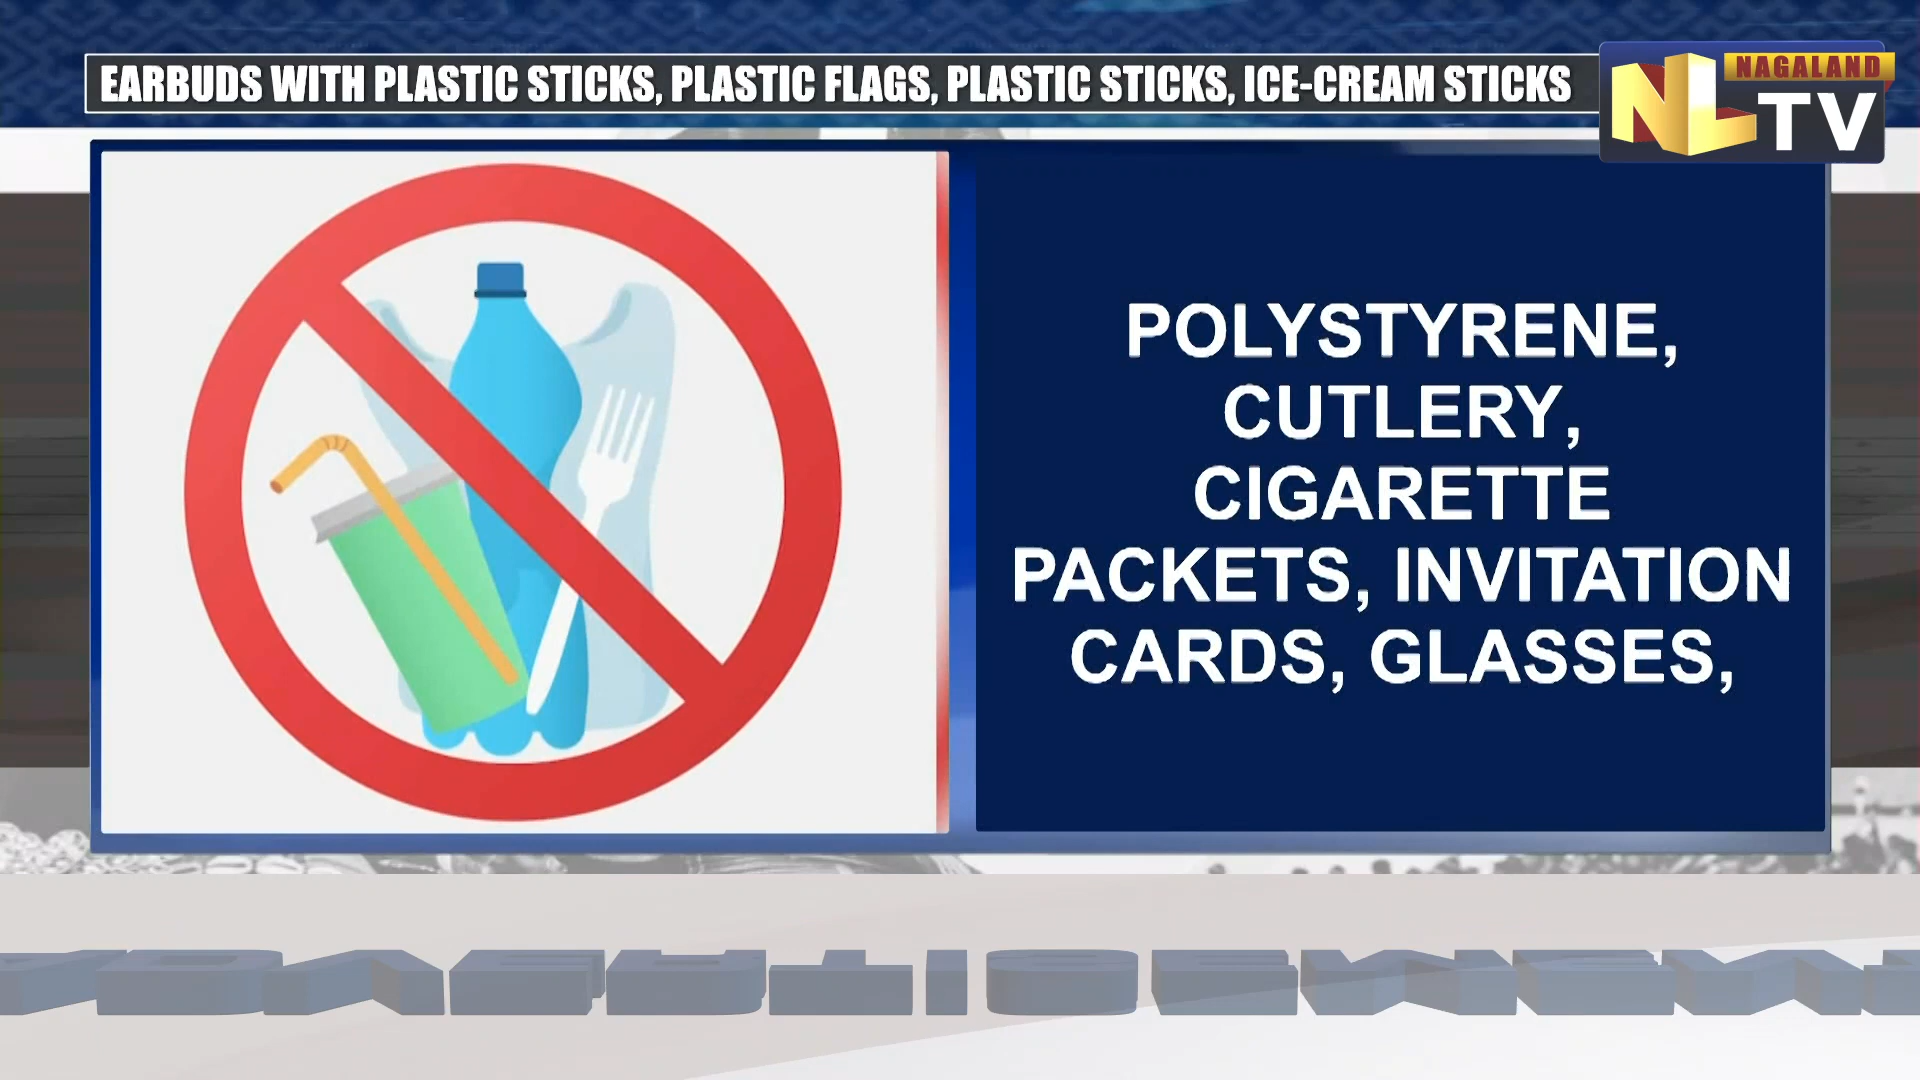 EARBUDS WITH PLASTIC STICKS, PLASTIC FLAGS, PLASTIC STICKS, ICE-CREAM STICKS
NAGALAND
NL TV
POLYSTYRENE,
CUTLERY,
CIGARETTE
PACKETS, INVITATION
CARDS, GLASSES,